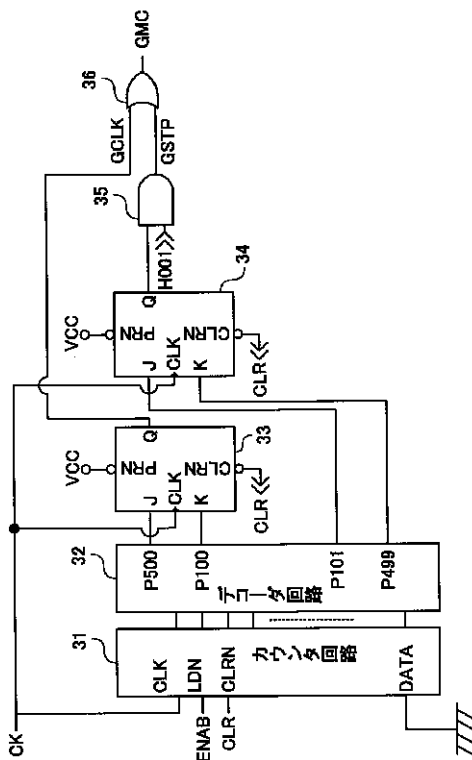 CK
ENAB
CLR
31
CLK
LDN
CLRN
カウンタ回路
DATA
32
デコーダ回路
P500
P100
P101
P499
VCC
33
J
PRN
Q
CLK
K
CLRN
CLR
VCC
34
J
PRN
Q
CLK
K
CLRN
CLR
H001
35
GCLK
GSTP
36
GMC